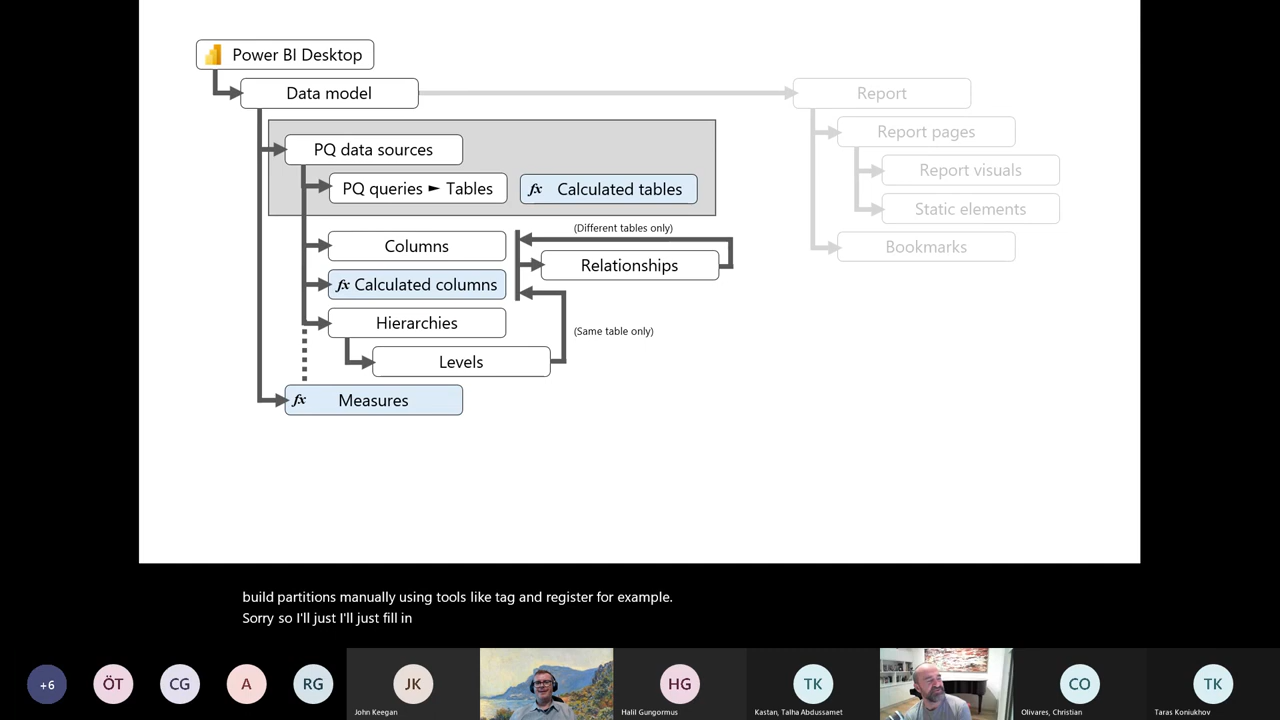 Power BI Desktop
Data model
Report
PQ data sources
Report pages
PQ queries ► Tables
fx Calculated tables
Report visuals
Static elements
Columns
(Different tables only)
Relationships
Bookmarks
fx Calculated columns
Hierarchies
(Same table only)
Levels
fx Measures
build partitions manually using tools like tag and register for example.
Sorry so I'll just I'll just fill in
+6
ÖT
CG
A
RG
JK
HG
TK
CO
TK
John Keegan
Halil Gungormus
Kastan, Talha Abdussamet
Olivares, Christian
Taras Koniukhov